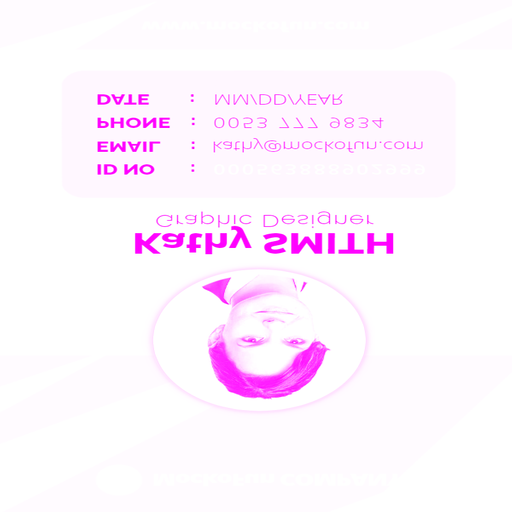 Kathy SMITH
Graphic Designer
ID NO :
EMAIL : kathy@mockofun.com
PHONE : 0053 777 9834
DATE : MM/DD/YEAR